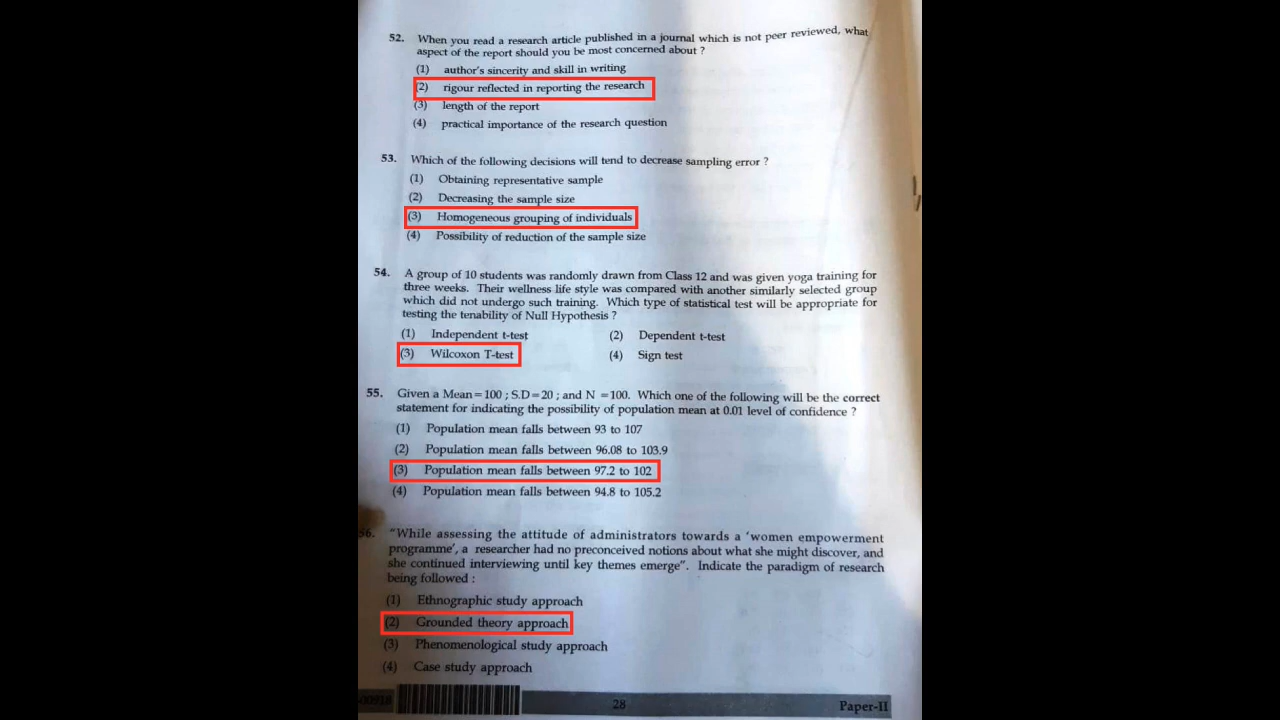 52. When you read a research article published in a journal which is not peer reviewed, what
aspect of the report should you be most concerned about ?
(1) author's sincerity and skill in writing
(2) rigour reflected in reporting the research
(3) length of the report
(4) practical importance of the research question
53. Which of the following decisions will tend to decrease sampling error ?
(1) Obtaining representative sample
(2) Decreasing the sample size
(3) Homogeneous grouping of individuals
(4) Possibility of reduction of the sample size
54. A group of 10 students was randomly drawn from Class 12 and was given yoga training for
three weeks. Their wellness life style was compared with another similarly selected group
which did not undergo such training. Which type of statistical test will be appropriate for
testing the tenability of Null Hypothesis ?
(1) Independent t-test (2) Dependent t-test
(3) Wilcoxon T-test (4) Sign test
55. Given a Mean = 100 ; S.D = 20 ; and N = 100. Which one of the following will be the correct
statement for indicating the possibility of population mean at 0.01 level of confidence ?
(1) Population mean falls between 93 to 107
(2) Population mean falls between 96.08 to 103.9
(3) Population mean falls between 97.2 to 102
(4) Population mean falls between 94.8 to 105.2
56. "While assessing the attitude of administrators towards a 'women empowerment
programme', a researcher had no preconceived notions about what she might discover, and
she continued interviewing until key themes emerge". Indicate the paradigm of research
being followed :
(1) Ethnographic study approach
(2) Grounded theory approach
(3) Phenomenological study approach
(4) Case study approach
28 Paper-II